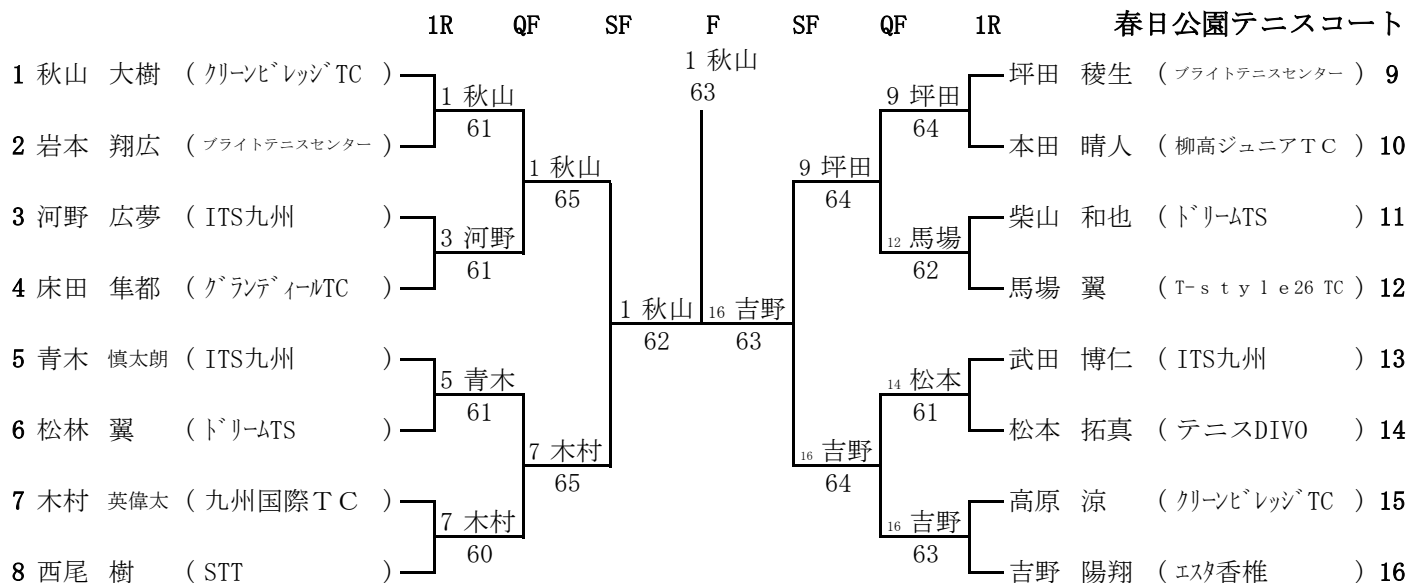 1R QF SF F SF QF 1R 春日公園テニスコート
1 秋山
63
1 秋山 大樹 ( クリーンビレッジTC )
1 秋山
61
2 岩本 翔広 ( ブライトテニスセンター )
1 秋山
65
3 河野 広夢 ( ITS九州 )
3 河野
61
4 床田 隼都 ( グランディールTC )
1 秋山
62
5 青木 慎太朗 ( ITS九州 )
5 青木
61
6 松林 翼 ( ドリームTS )
7 木村
65
7 木村 英偉太 ( 九州国際TC )
7 木村
60
8 西尾 樹 ( STT )
坪田 稜生 ( ブライトテニスセンター ) 9
9 坪田
64
本田 晴人 ( 柳高ジュニアTC ) 10
9 坪田
64
柴山 和也 ( ドリームTS ) 11
12 馬場
62
馬場 翼 ( T-style26 TC ) 12
16 吉野
63
武田 博仁 ( ITS九州 ) 13
14 松本
61
松本 拓真 ( テニスDIVO ) 14
16 吉野
64
高原 涼 ( クリーンビレッジTC ) 15
16 吉野
63
吉野 陽翔 ( エスタ香椎 ) 16